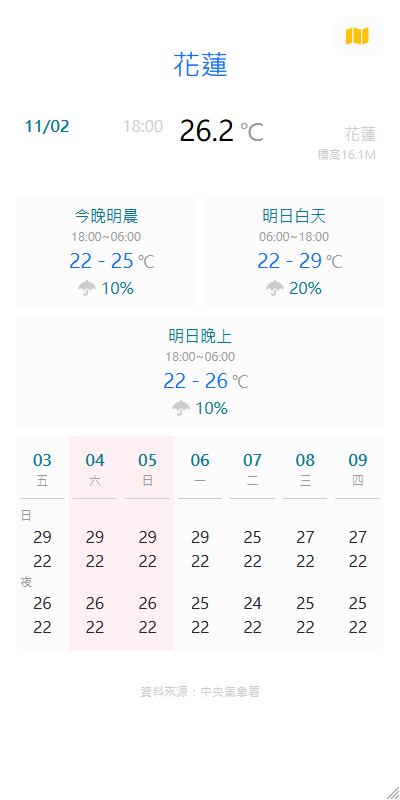 花蓮
11/02 18:00 26.2 ℃ 花蓮
標高16.1M
今晚明晨
18:00~06:00
22 - 25 ℃
10%
明日白天
06:00~18:00
22 - 29 ℃
20%
明日晚上
18:00~06:00
22 - 26 ℃
10%
03 04 05 06 07 08 09
五 六 日 一 二 三 四
日
29 29 29 29 25 27 27
22 22 22 22 22 22 22
夜
26 26 26 25 24 25 25
22 22 22 22 22 22 22
資料來源：中央氣象署